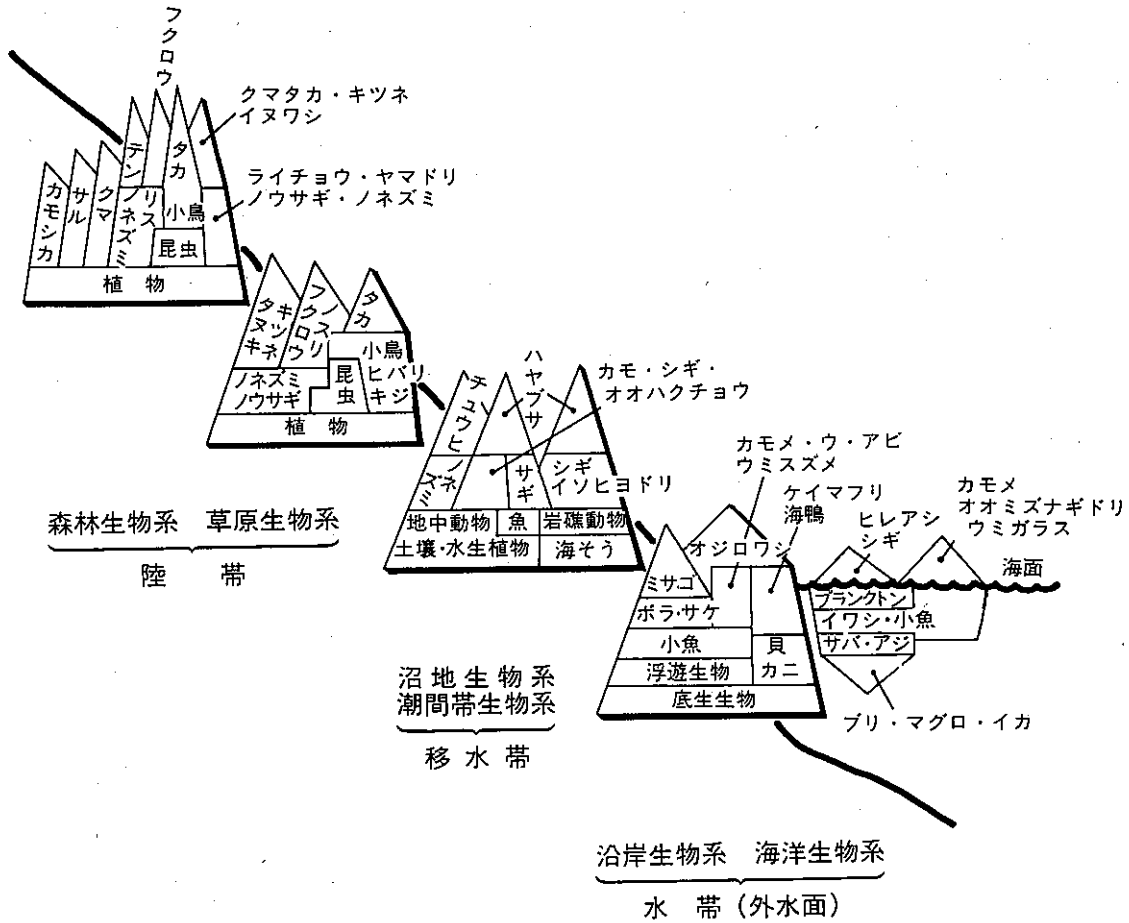 フクロウ
クマタカ・キツネ
イヌワシ
テン
タカ
ライチョウ・ヤマドリ
ノウサギ・ノネズミ
カモシカ
サル
クマ
ノネズミ
リス
小鳥
昆虫
植物
タヌキ
キツネ
フクロウ
ノスリ
タカ
小鳥
ヒバリ
キジ
昆虫
ノネズミ
ノウサギ
植物
チュウヒ
ハヤブサ
カモ・シギ・
オオハクチョウ
ノネズミ
サギ
シギ
イソヒヨドリ
地中動物
魚
岩礁動物
土壌・水生植物
海そう
カモメ・ウ・アビ
ウミスズメ
ケイマフリ
海鴨
オジロワシ
ミサゴ
ボラ・サケ
小魚
貝
カニ
浮遊生物
底生生物
ヒレアシ
シギ
カモメ
オオミズナギドリ
ウミガラス
海面
プランクトン
イワシ・小魚
サバ・アジ
ブリ・マグロ・イカ
森林生物系 草原生物系
陸帯
沼地生物系
潮間帯生物系
移水帯
沿岸生物系 海洋生物系
水帯(外水面)